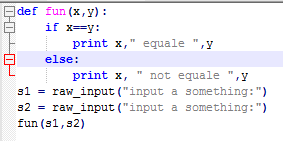 def fun(x,y):
    if x==y:
        print x," equale ",y
    else:
        print x, " not equale ",y
s1 = raw_input("input a something:")
s2 = raw_input("input a something:")
fun(s1,s2)